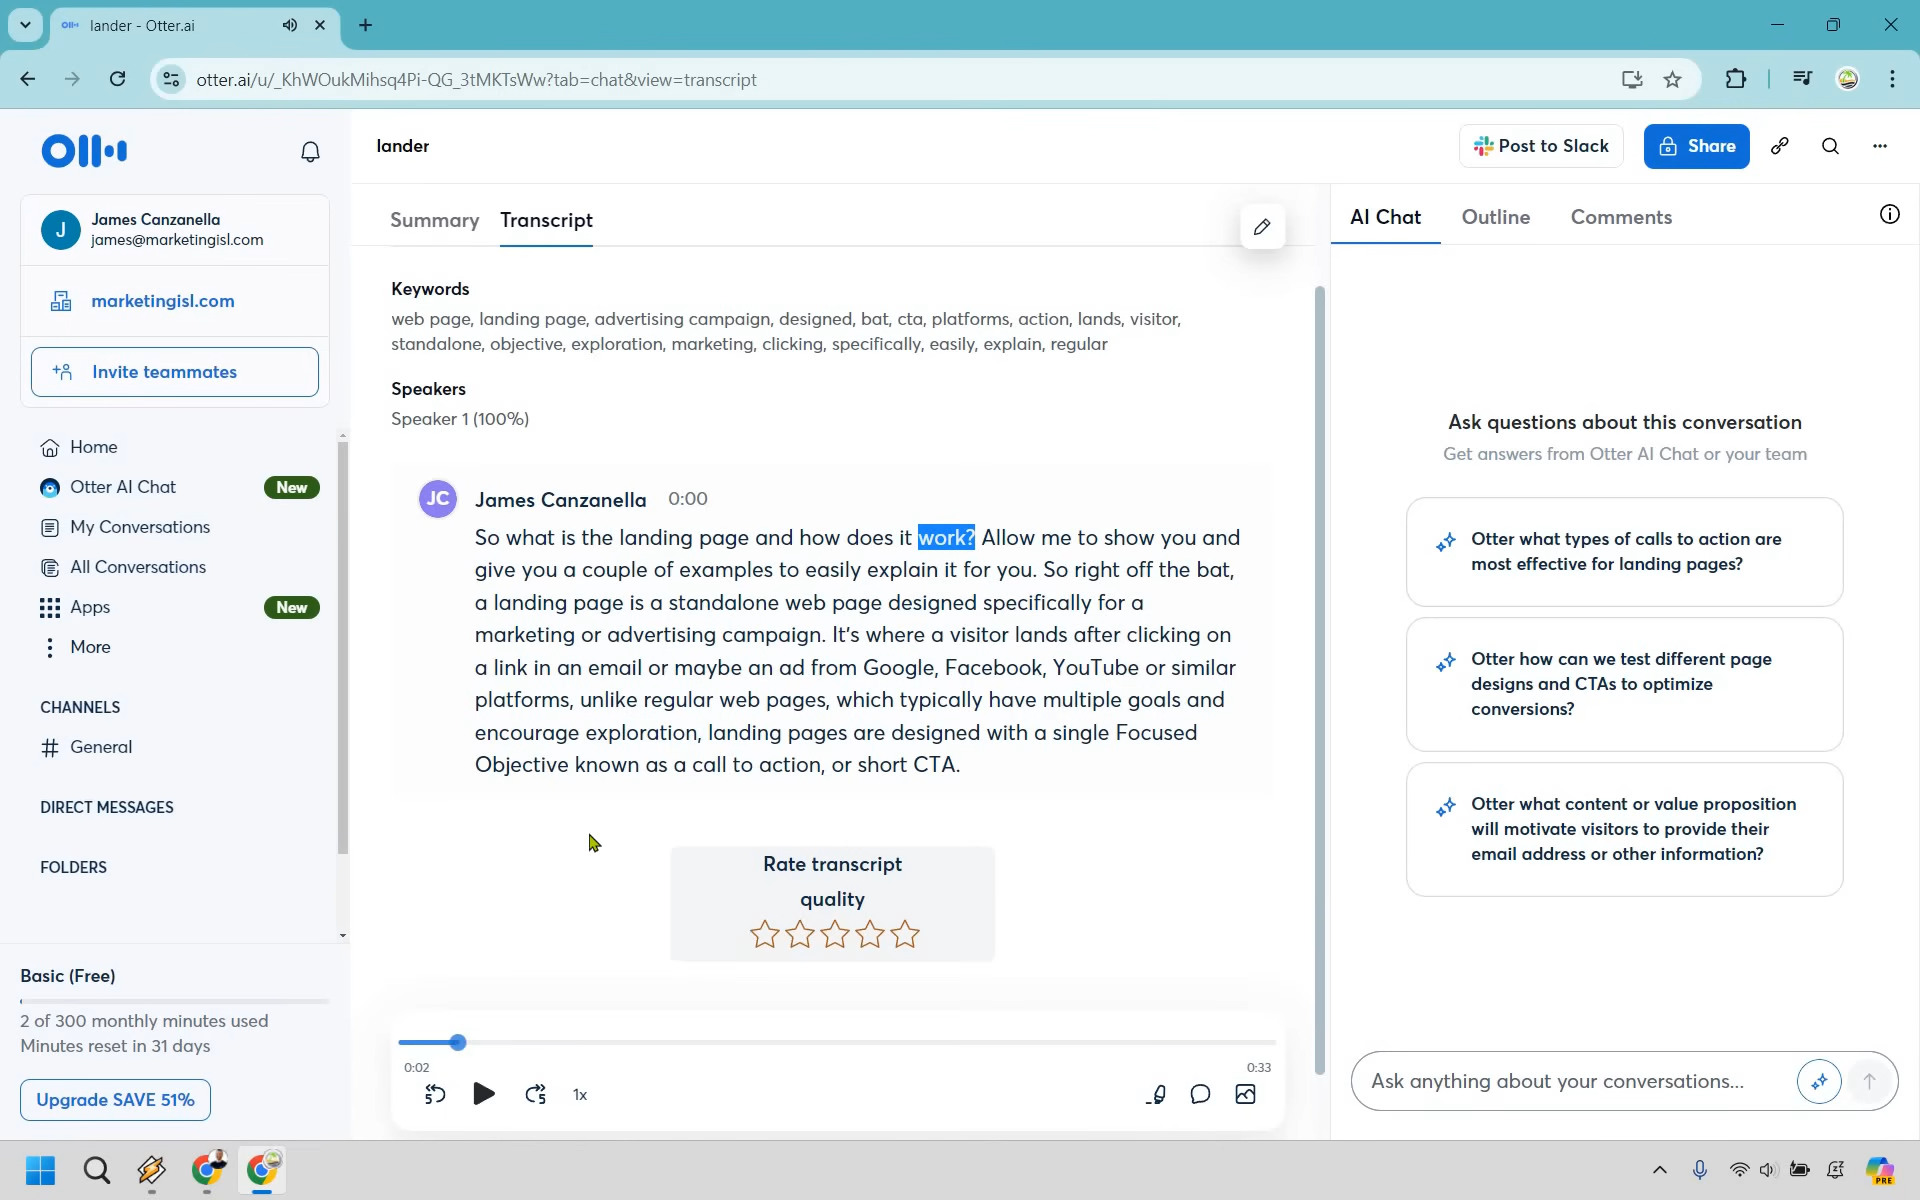 lander - Otter.ai
otter.ai/u/_KhWOukMihsq4Pi-QG_3tMKTsWw?tab=chat&view=transcript
lander
Post to Slack
Share
J
James Canzanella
james@marketingisl.com
marketingisl.com
Invite teammates
Home
Otter AI Chat
New
My Conversations
All Conversations
Apps
New
More
CHANNELS
General
DIRECT MESSAGES
FOLDERS
Basic (Free)
2 of 300 monthly minutes used
Minutes reset in 31 days
Upgrade SAVE 51%
Summary
Transcript
Keywords
web page, landing page, advertising campaign, designed, bat, cta, platforms, action, lands, visitor,
standalone, objective, exploration, marketing, clicking, specifically, easily, explain, regular
Speakers
Speaker 1 (100%)
JC
James Canzanella 0:00
So what is the landing page and how does it work? Allow me to show you and
give you a couple of examples to easily explain it for you. So right off the bat,
a landing page is a standalone web page designed specifically for a
marketing or advertising campaign. It's where a visitor lands after clicking on
a link in an email or maybe an ad from Google, Facebook, YouTube or similar
platforms, unlike regular web pages, which typically have multiple goals and
encourage exploration, landing pages are designed with a single Focused
Objective known as a call to action, or short CTA.
Rate transcript
quality
0:02
0:33
5
5
1x
AI Chat
Outline
Comments
Ask questions about this conversation
Get answers from Otter AI Chat or your team
Otter what types of calls to action are
most effective for landing pages?
Otter how can we test different page
designs and CTAs to optimize
conversions?
Otter what content or value proposition
will motivate visitors to provide their
email address or other information?
Ask anything about your conversations...
PRE